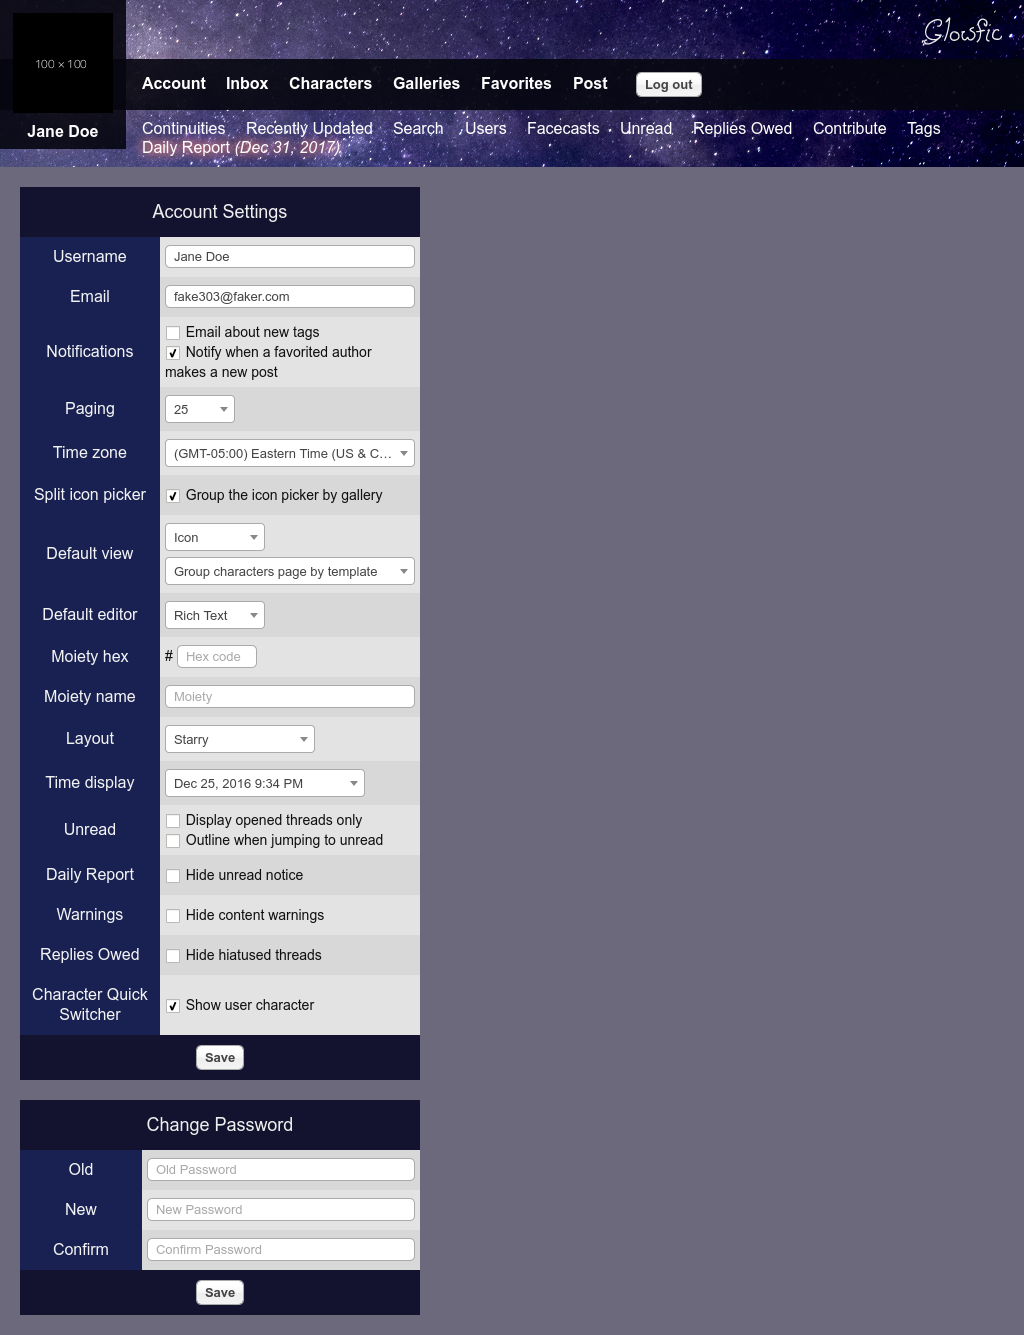 100 × 100
Glowfic
Account Inbox Characters Galleries Favorites Post Log out
Jane Doe
Continuities Recently Updated Search Users Facecasts Unread Replies Owed Contribute Tags
Daily Report (Dec 31, 2017)
Account Settings
Username Jane Doe
Email fake303@faker.com
Notifications
Email about new tags
Notify when a favorited author
makes a new post
Paging 25
Time zone (GMT-05:00) Eastern Time (US & C...
Split icon picker Group the icon picker by gallery
Default view
Icon
Group characters page by template
Default editor Rich Text
Moiety hex # Hex code
Moiety name Moiety
Layout Starry
Time display Dec 25, 2016 9:34 PM
Unread
Display opened threads only
Outline when jumping to unread
Daily Report Hide unread notice
Warnings Hide content warnings
Replies Owed Hide hiatused threads
Character Quick
Switcher
Show user character
Save
Change Password
Old Old Password
New New Password
Confirm Confirm Password
Save